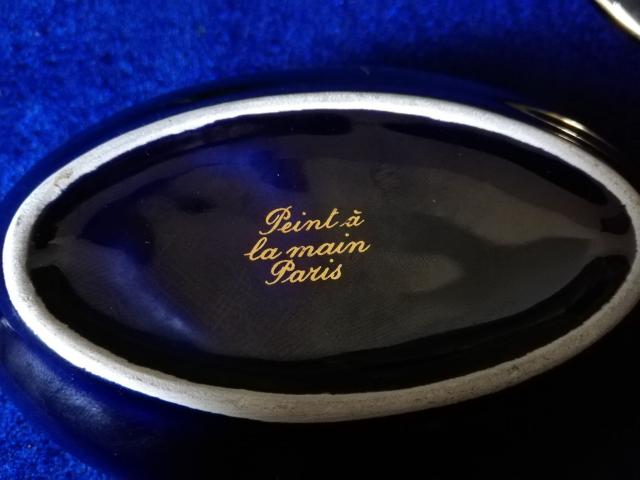 Peint à
la main
Paris